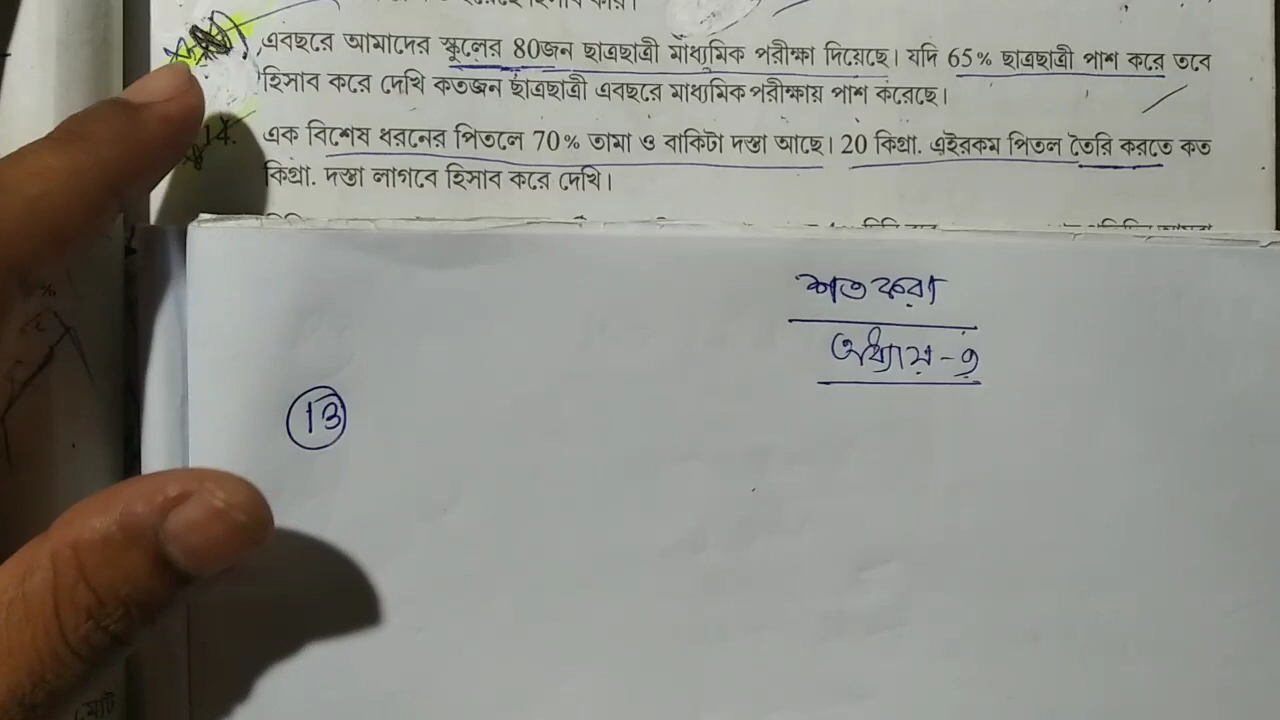 এবছরে আমাদের স্কুলের 80জন ছাত্রছাত্রী মাধ্যমিক পরীক্ষা দিয়েছে। যদি 65% ছাত্রছাত্রী পাশ করে তবে
হিসাব করে দেখি কতজন ছাত্রছাত্রী এবছরে মাধ্যমিক পরীক্ষায় পাশ করেছে।
14. এক বিশেষ ধরনের পিতলে 70% তামা ও বাকিটা দস্তা আছে। 20 কিগ্রা. এইরকম পিতল তৈরি করতে কত
কিগ্রা. দস্তা লাগবে হিসাব করে দেখি।
শতকরা
অধ্যায় - ৭
13